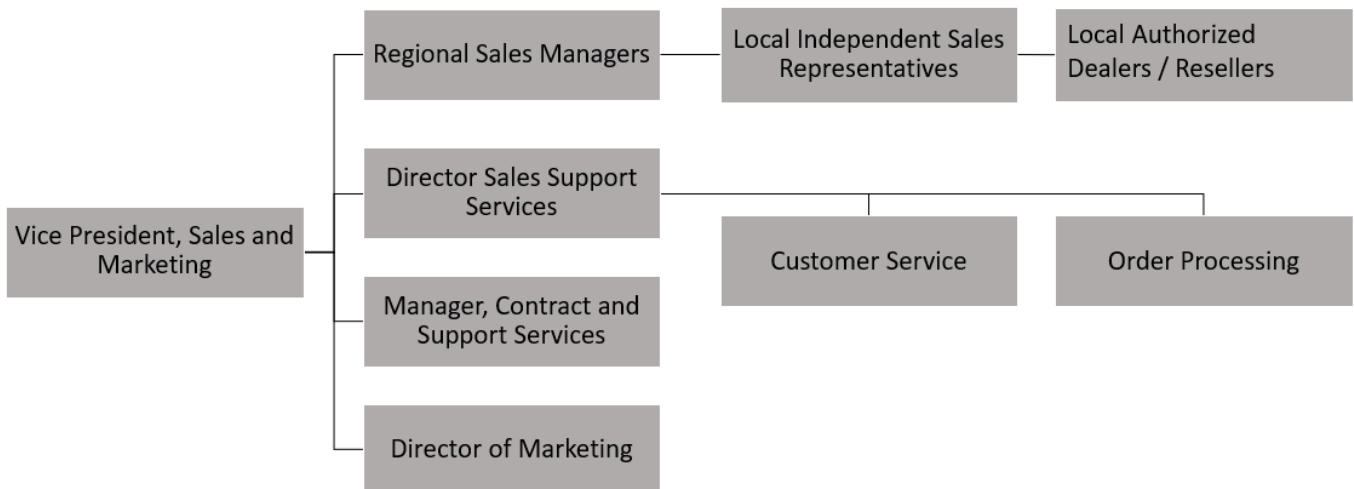 Regional Sales Managers
Local Independent Sales
Representatives
Local Authorized
Dealers / Resellers
Director Sales Support
Services
Vice President, Sales and
Marketing
Customer Service
Order Processing
Manager, Contract and
Support Services
Director of Marketing